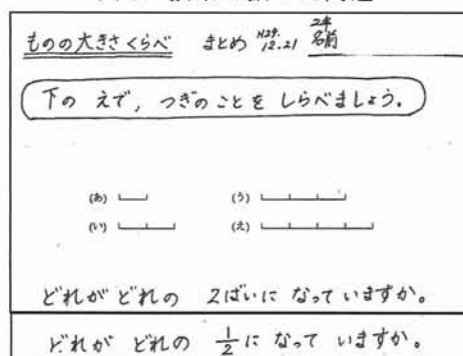 ものの大きさくらべ まとめ H29. 12.21 2年 名前
下の えで, つぎのことを しらべましょう。
(あ) (う)
(い) (え)
どれがどれの 2ばいに なっていますか。
どれが どれの 1/2 に なって いますか。